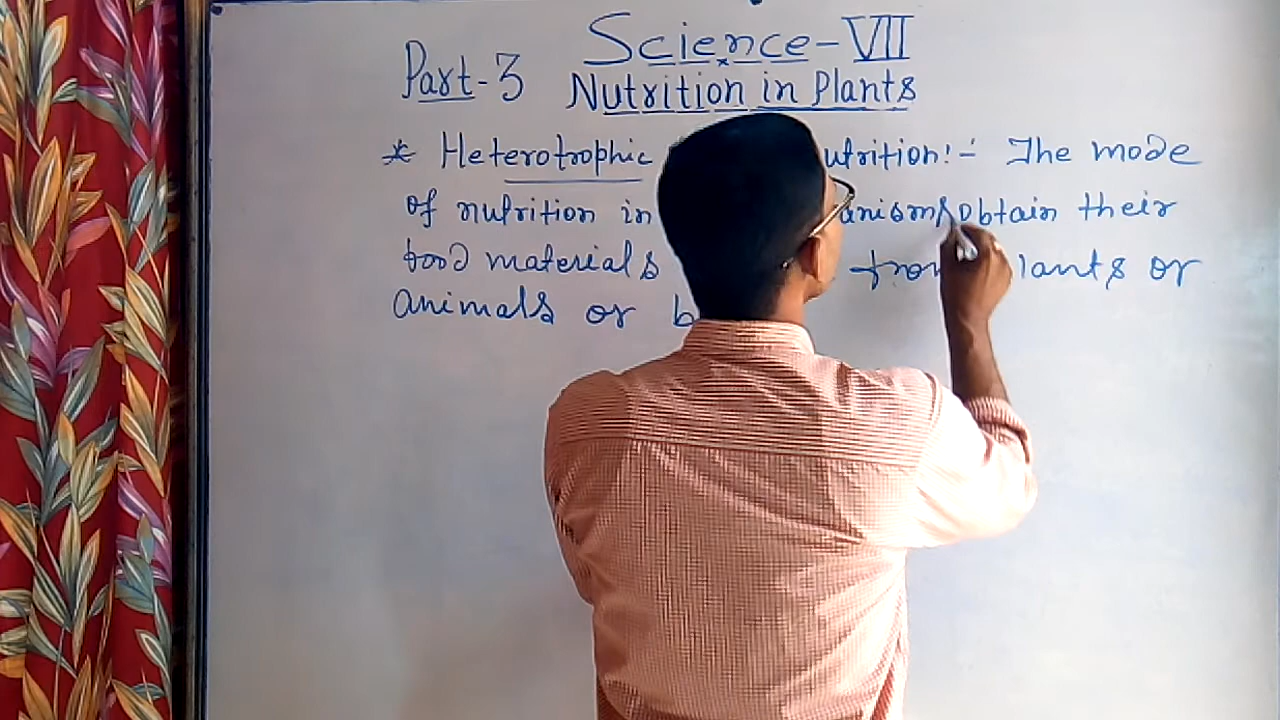 Science-VII
Part-3 Nutrition in Plants
* Heterotrophic utrition:- The mode
of nutrition in anisms obtain their
food materials from lants or
animals or b